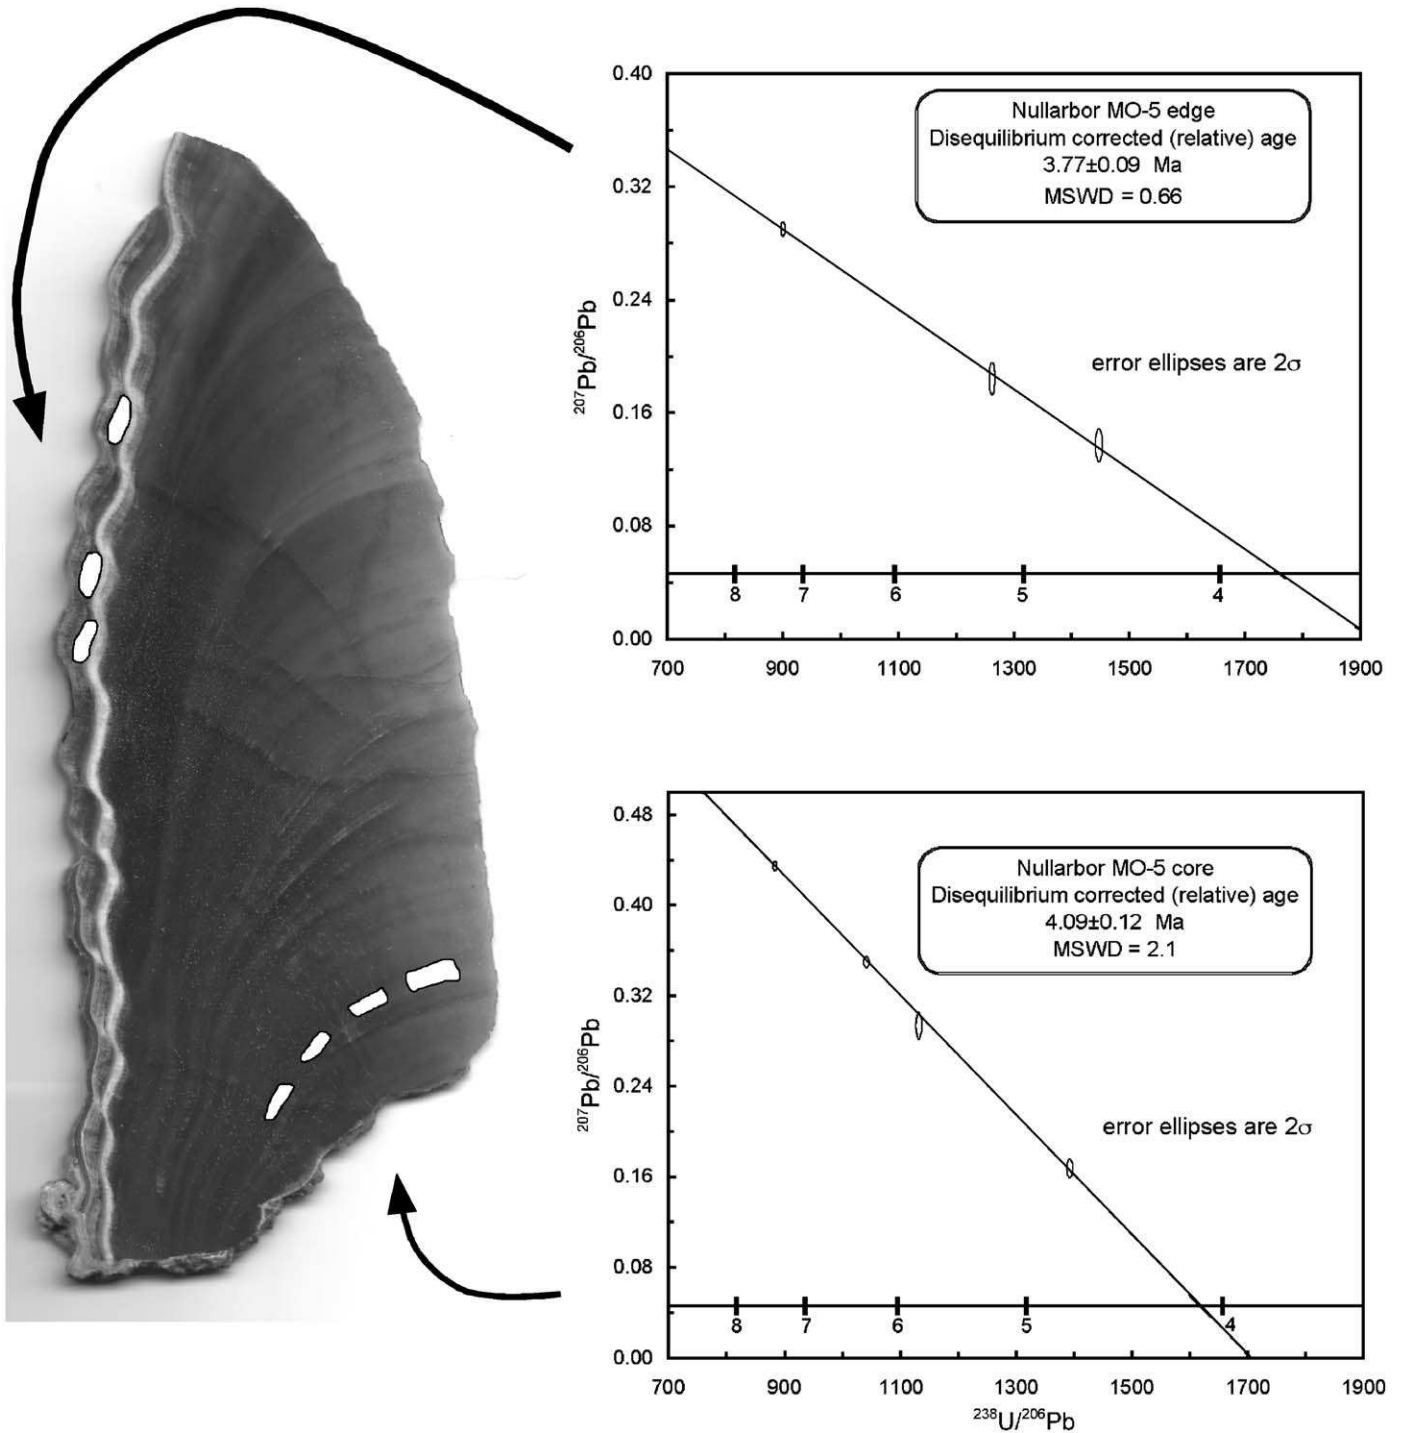 0.40
0.32
0.24
0.16
0.08
0.00
²⁰⁷Pb/²⁰⁶Pb
Nullarbor MO-5 edge
Disequilibrium corrected (relative) age
3.77±0.09 Ma
MSWD = 0.66
error ellipses are 2σ
8 7 6 5 4
700 900 1100 1300 1500 1700 1900
0.48
0.40
0.32
0.24
0.16
0.08
0.00
²⁰⁷Pb/²⁰⁶Pb
Nullarbor MO-5 core
Disequilibrium corrected (relative) age
4.09±0.12 Ma
MSWD = 2.1
error ellipses are 2σ
8 7 6 5 4
700 900 1100 1300 1500 1700 1900
²³⁸U/²⁰⁶Pb